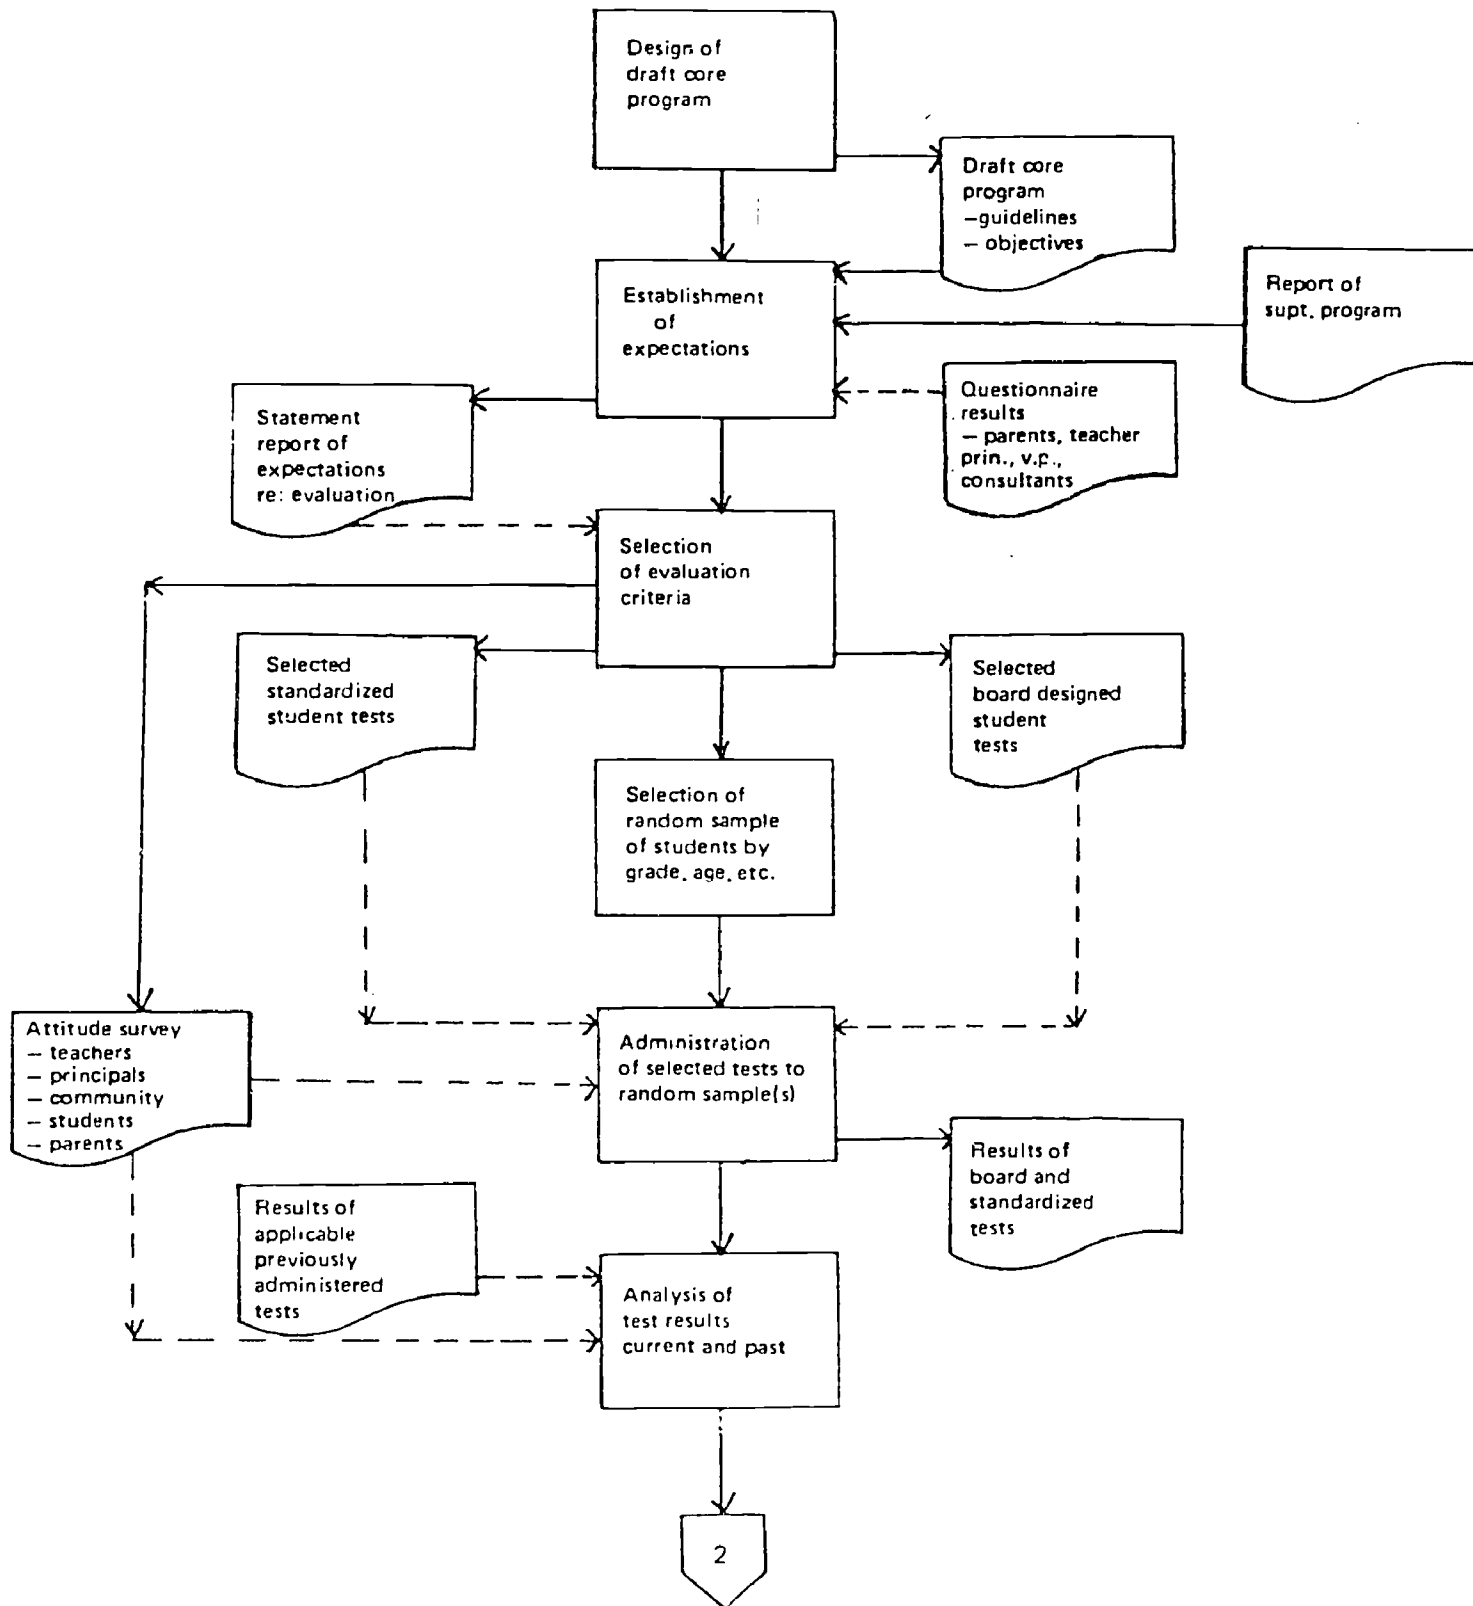 Design of
draft core
program
Draft core
program
—guidelines
— objectives
Establishment
of
expectations
Report of
supt. program
Statement
report of
expectations
re: evaluation
Questionnaire
results
— parents, teacher
prin., v.p.,
consultants
Selection
of evaluation
criteria
Selected
standardized
student tests
Selected
board designed
student
tests
Selection of
random sample
of students by
grade, age, etc.
Attitude survey
— teachers
— principals
— community
— students
— parents
Administration
of selected tests to
random sample(s)
Results of
board and
standardized
tests
Results of
applicable
previously
administered
tests
Analysis of
test results
current and past
2